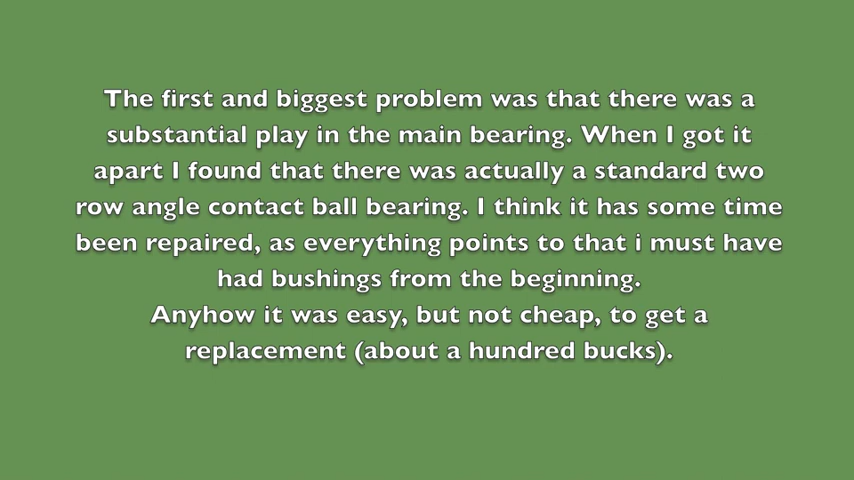 The first and biggest problem was that there was a
substantial play in the main bearing. When I got it
apart I found that there was actually a standard two
row angle contact ball bearing. I think it has some time
been repaired, as everything points to that i must have
had bushings from the beginning.
Anyhow it was easy, but not cheap, to get a
replacement (about a hundred bucks).